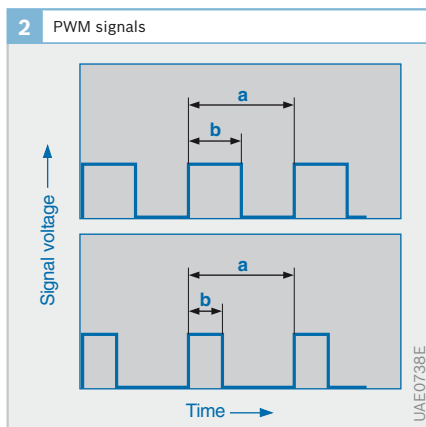 2 PWM signals
a
b
Signal voltage
a
b
Time
UAE0738E